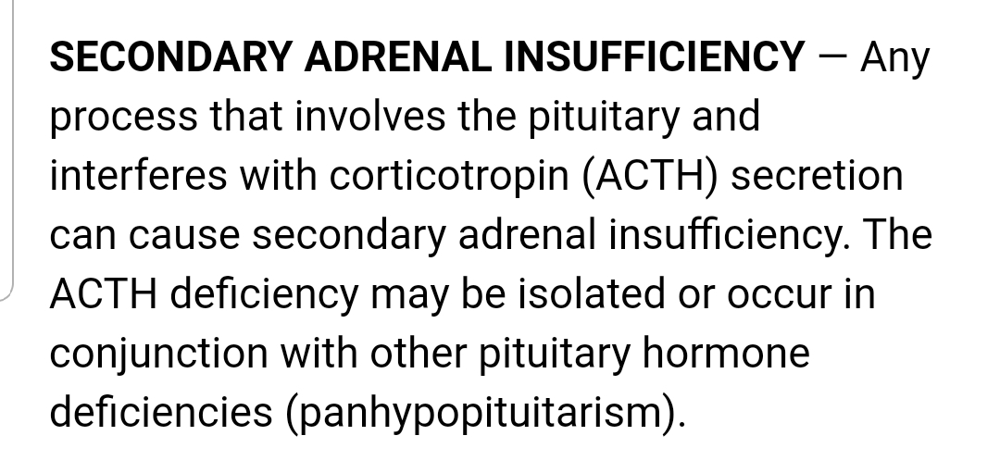 SECONDARY ADRENAL INSUFFICIENCY — Any
process that involves the pituitary and
interferes with corticotropin (ACTH) secretion
can cause secondary adrenal insufficiency. The
ACTH deficiency may be isolated or occur in
conjunction with other pituitary hormone
deficiencies (panhypopituitarism).